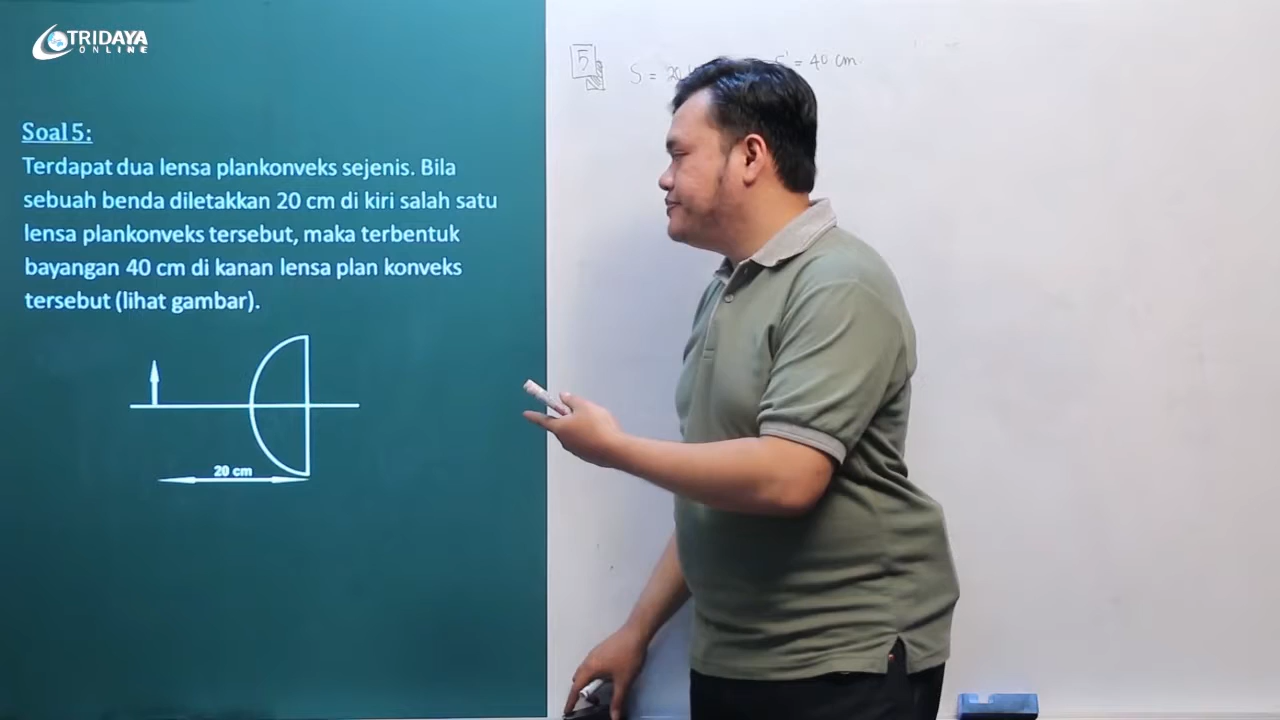 TRIDAYA
ONLINE
Soal 5:
Terdapat dua lensa plankonveks sejenis. Bila
sebuah benda diletakkan 20 cm di kiri salah satu
lensa plankonveks tersebut, maka terbentuk
bayangan 40 cm di kanan lensa plan konveks
tersebut (lihat gambar).
20 cm
5
S = 20 S' = 40 cm